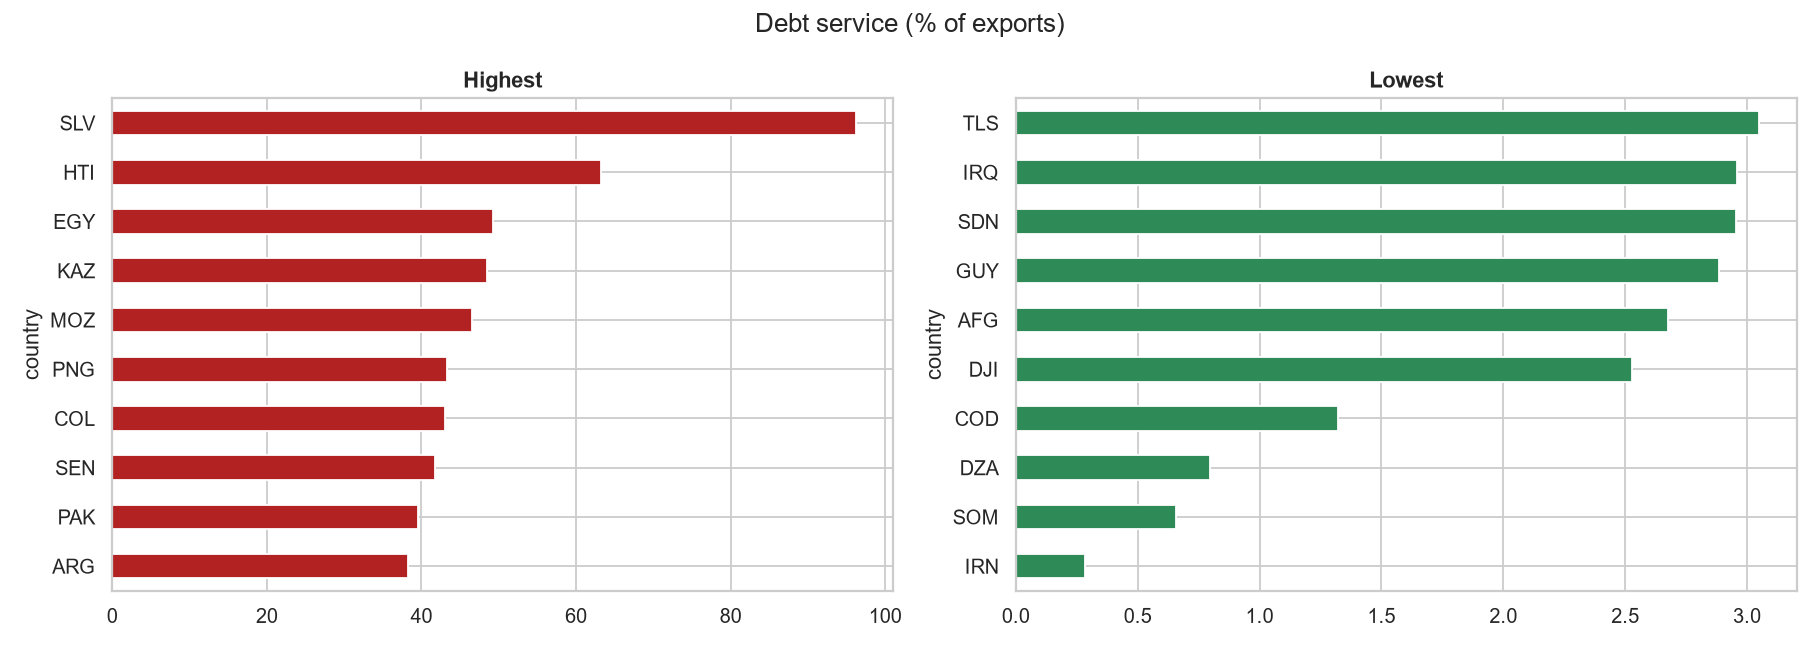 Debt service (% of exports)
Highest
country
SLV
HTI
EGY
KAZ
MOZ
PNG
COL
SEN
PAK
ARG
0 20 40 60 80 100
Lowest
country
TLS
IRQ
SDN
GUY
AFG
DJI
COD
DZA
SOM
IRN
0.0 0.5 1.0 1.5 2.0 2.5 3.0